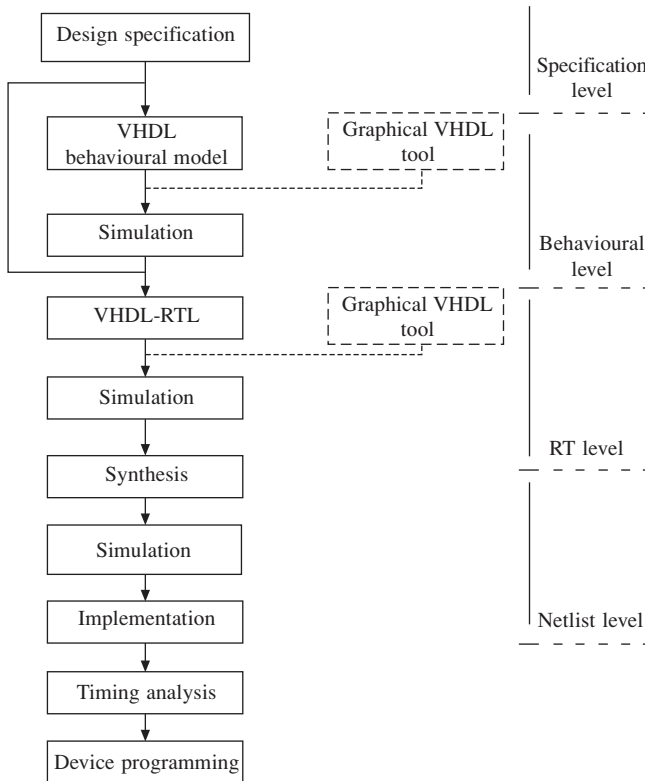 Design specification
Specification
level
VHDL
behavioural model
Graphical VHDL
tool
Simulation
Behavioural
level
VHDL-RTL
Graphical VHDL
tool
Simulation
RT level
Synthesis
Simulation
Implementation
Netlist level
Timing analysis
Device programming